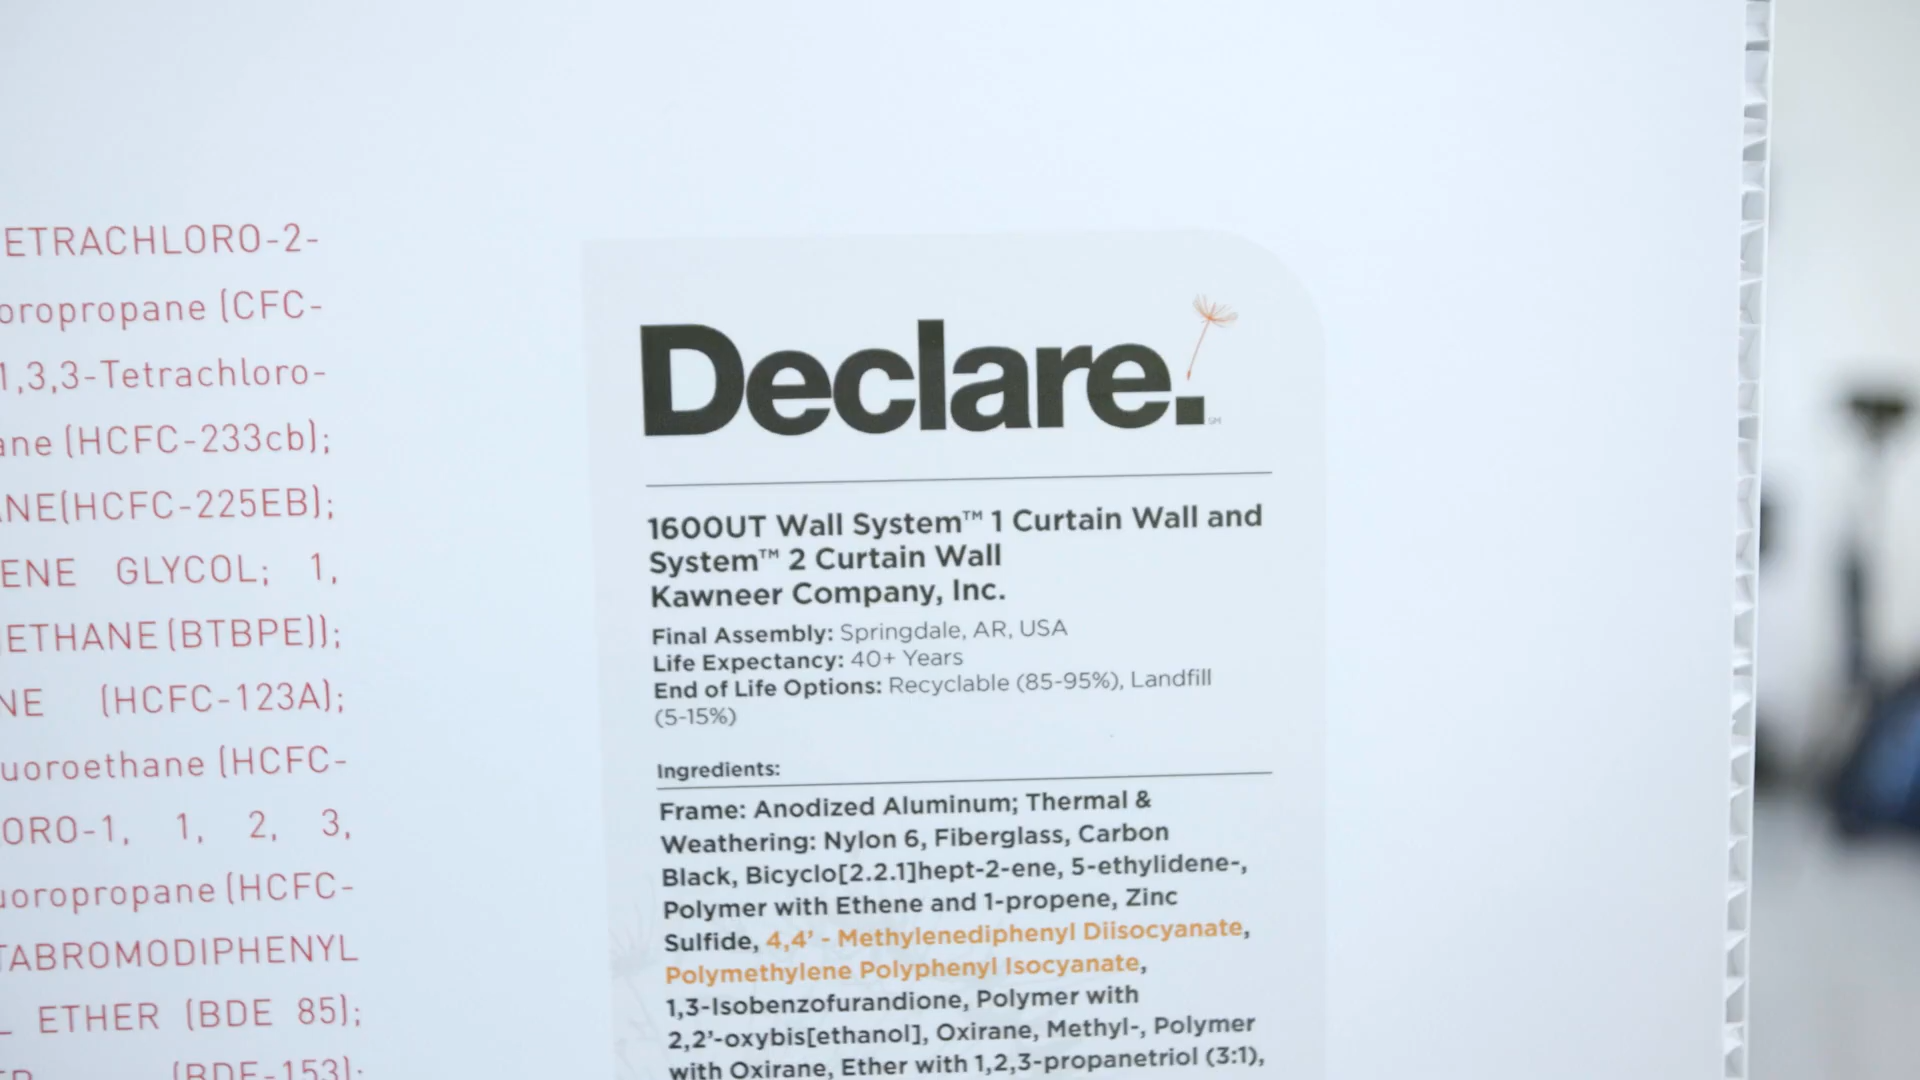 ETRACHLORO-2-
oropropane (CFC-
1,3,3-Tetrachloro-
ane (HCFC-233cb);
NE(HCFC-225EB);
ENE GLYCOL; 1,
ETHANE (BTBPE));
NE (HCFC-123A);
uoroethane (HCFC-
ORO-1, 1, 2, 3,
uoropropane (HCFC-
TABROMODIPHENYL
L ETHER (BDE 85);
(BDE-153);
Declare.
SM
1600UT Wall System™ 1 Curtain Wall and
System™ 2 Curtain Wall
Kawneer Company, Inc.
Final Assembly: Springdale, AR, USA
Life Expectancy: 40+ Years
End of Life Options: Recyclable (85-95%), Landfill
(5-15%)
Ingredients:
Frame: Anodized Aluminum; Thermal &
Weathering: Nylon 6, Fiberglass, Carbon
Black, Bicyclo[2.2.1]hept-2-ene, 5-ethylidene-,
Polymer with Ethene and 1-propene, Zinc
Sulfide, 4,4’ - Methylenediphenyl Diisocyanate,
Polymethylene Polyphenyl Isocyanate,
1,3-Isobenzofurandione, Polymer with
2,2’-oxybis[ethanol], Oxirane, Methyl-, Polymer
with Oxirane, Ether with 1,2,3-propanetriol (3:1),